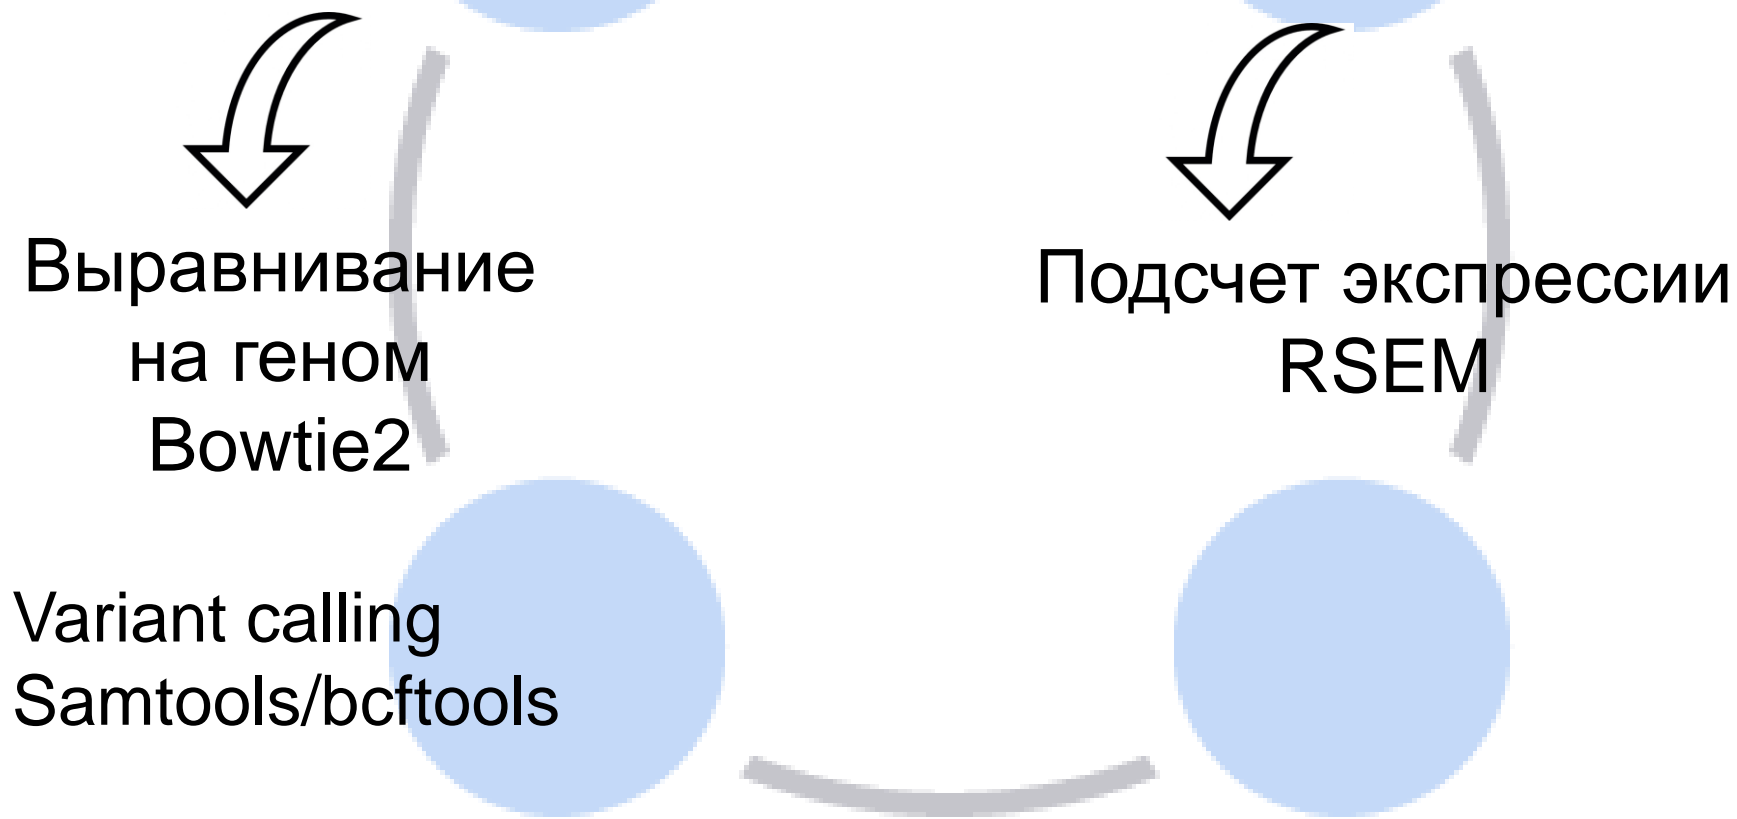 Выравнивание
на геном
Bowtie2
Variant calling
Samtools/bcftools
Подсчет экспрессии
RSEM